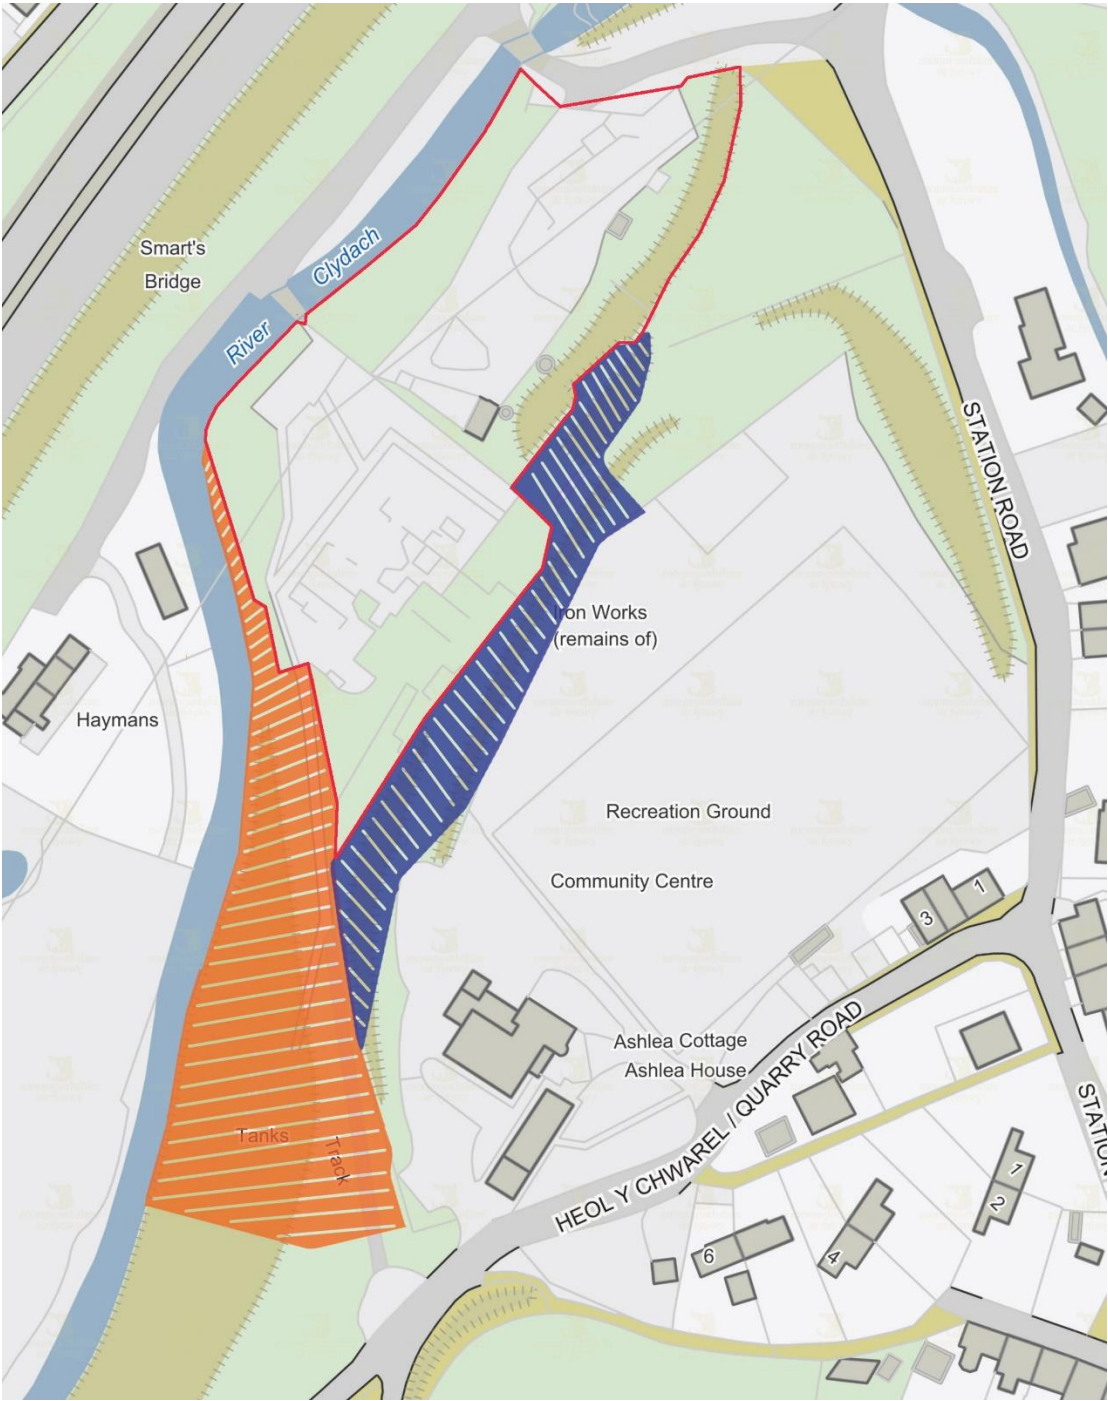 Smart's
Bridge
River
Clydach
STATION ROAD
Iron Works
(remains of)
Haymans
Recreation Ground
Community Centre
1
3
Ashlea Cottage
Ashlea House
HEOL Y CHWAREL / QUARRY ROAD
STATION
Tanks
Track
1
2
6
4